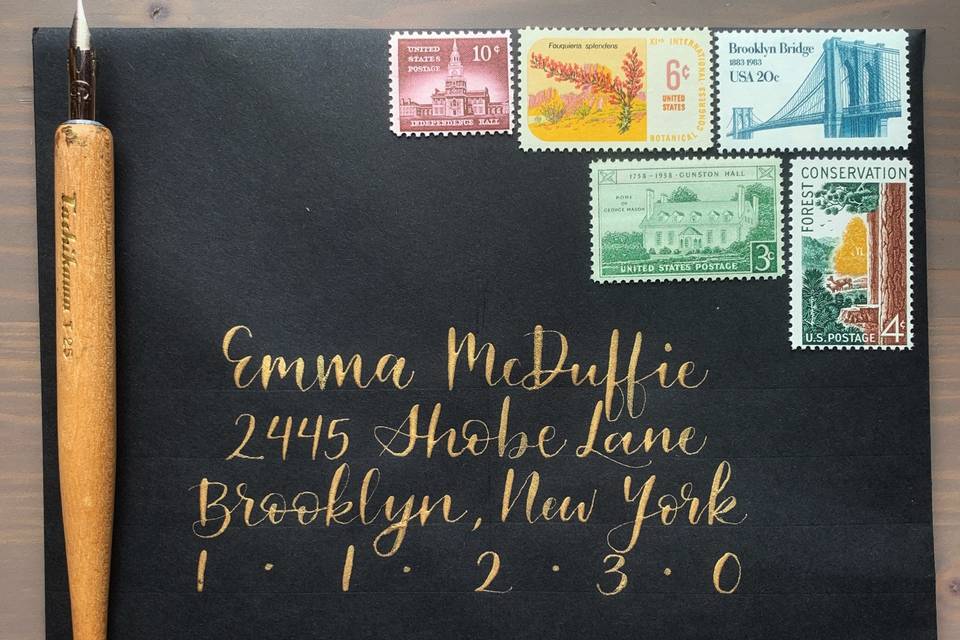 UNITED
STATES
POSTAGE
10¢
INDEPENDENCE HALL
Fouquieria splendens
XIth INTERNATIONAL
BOTANICAL CONGRESS
6¢
UNITED
STATES
Brooklyn Bridge
1883 1983
USA 20c
1758 - 1958 · GUNSTON HALL
HOME
OF
GEORGE MASON
UNITED STATES POSTAGE
3¢
FOREST CONSERVATION
U.S. POSTAGE 4¢
Tachikawa T-25
Emma McDuffie
2445 Shobe Lane
Brooklyn, New York
1 · 1 · 2 · 3 · 0